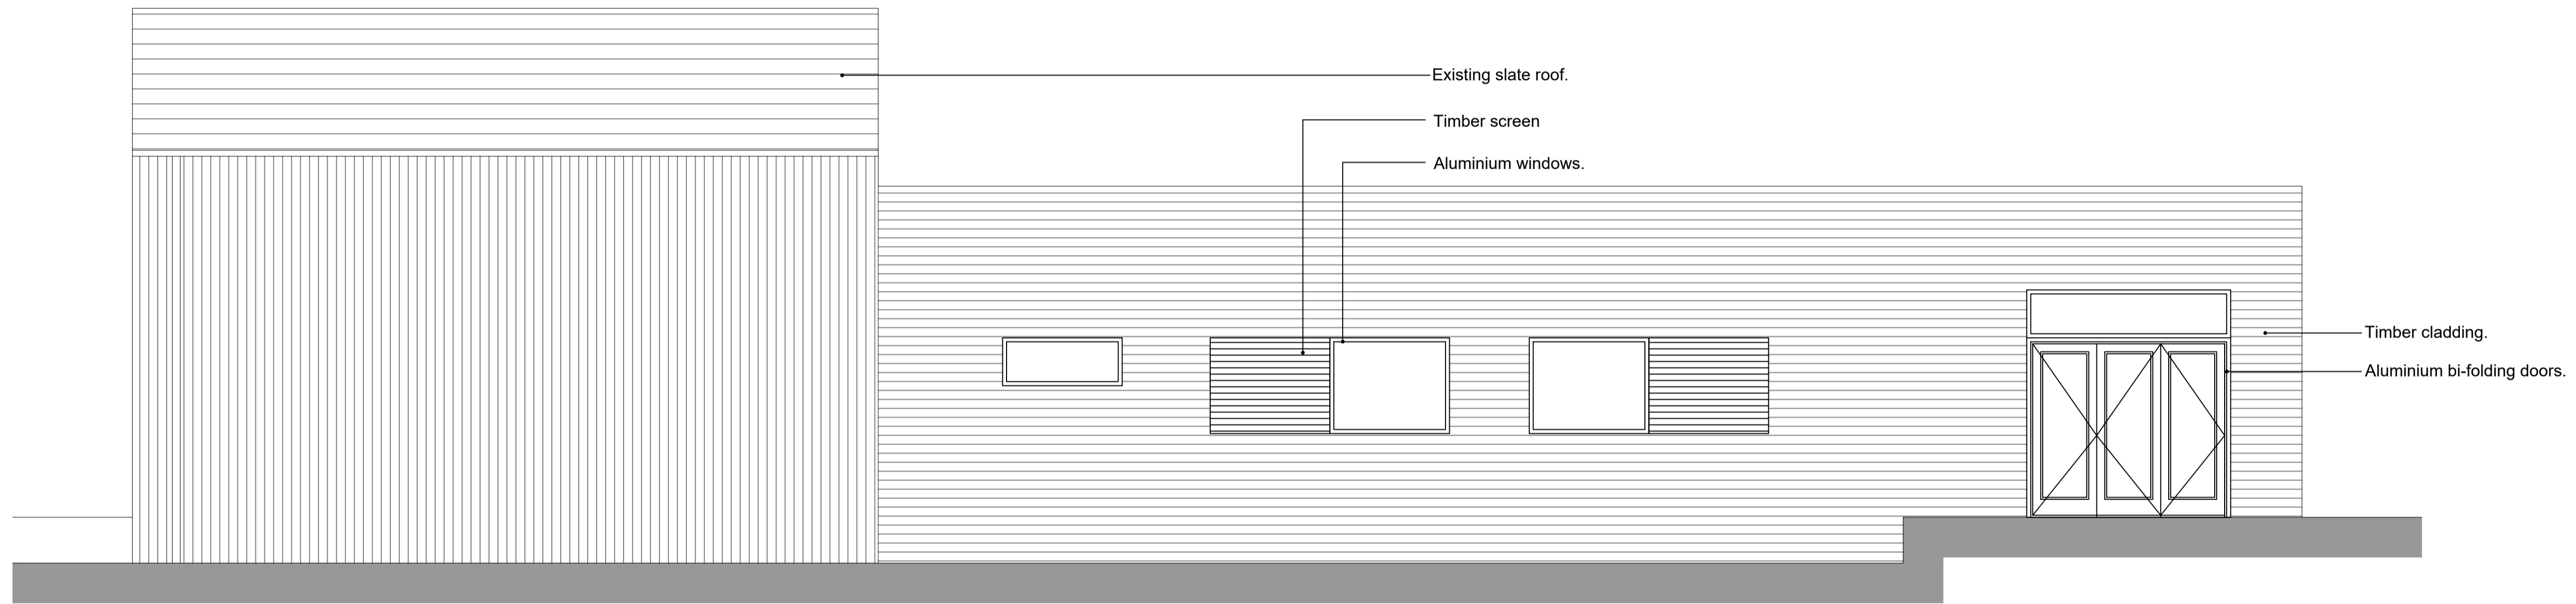 Existing slate roof.
Timber screen
Aluminium windows.
Timber cladding.
Aluminium bi-folding doors.